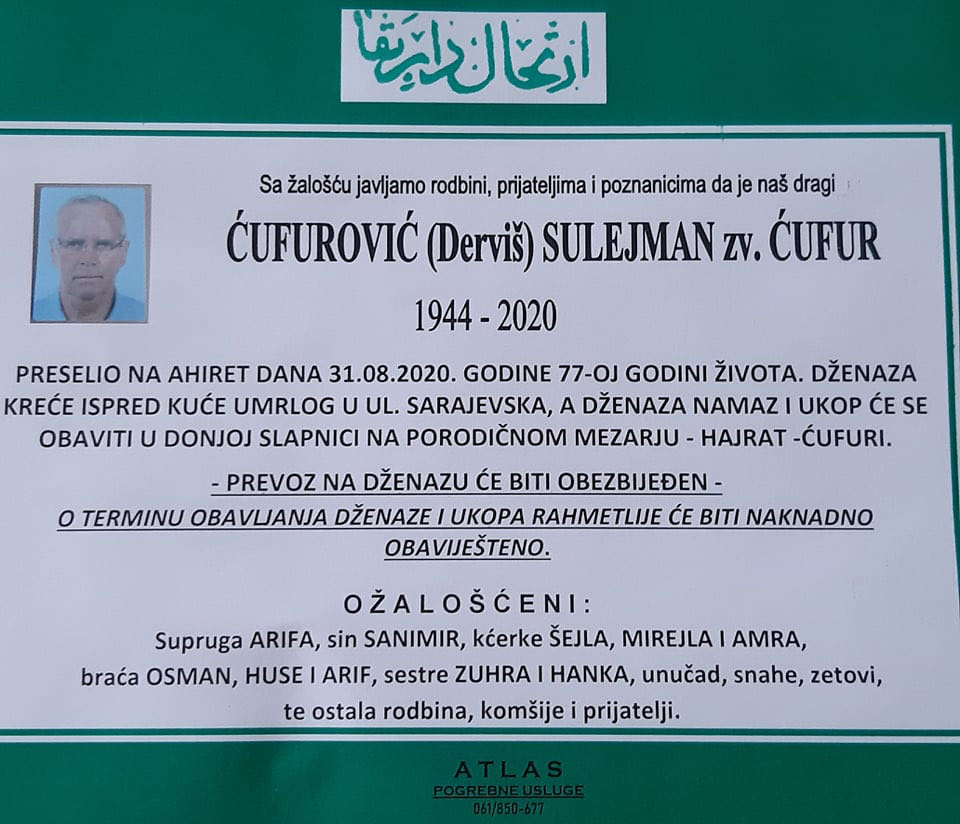 ارتحال دار بقا
Sa žalošću javljamo rodbini, prijateljima i poznanicima da je naš dragi
ĆUFUROVIĆ (Derviš) SULEJMAN zv. ĆUFUR
1944 - 2020
PRESELIO NA AHIRET DANA 31.08.2020. GODINE 77-OJ GODINI ŽIVOTA. DŽENAZA
KREĆE ISPRED KUĆE UMRLOG U UL. SARAJEVSKA, A DŽENAZA NAMAZ I UKOP ĆE SE
OBAVITI U DONJOJ SLAPNICI NA PORODIČNOM MEZARJU - HAJRAT -ĆUFURI.
- PREVOZ NA DŽENAZU ĆE BITI OBEZBIJEĐEN -
O TERMINU OBAVLJANJA DŽENAZE I UKOPA RAHMETLIJE ĆE BITI NAKNADNO
OBAVIJEŠTENO.
OŽALOŠĆENI:
Supruga ARIFA, sin SANIMIR, kćerke ŠEJLA, MIREJLA I AMRA,
braća OSMAN, HUSE I ARIF, sestre ZUHRA I HANKA, unučad, snahe, zetovi,
te ostala rodbina, komšije i prijatelji.
ATLAS
POGREBNE USLUGE
061/850-677